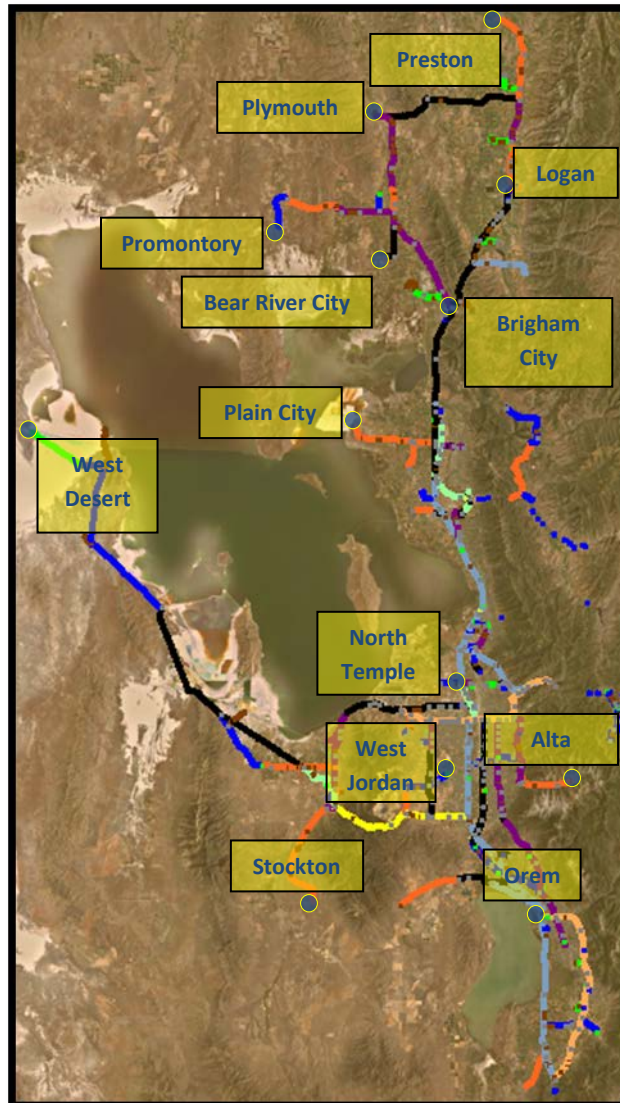 Preston
Plymouth
Logan
Promontory
Bear River City
Brigham
City
Plain City
West
Desert
North
Temple
West
Jordan
Alta
Stockton
Orem